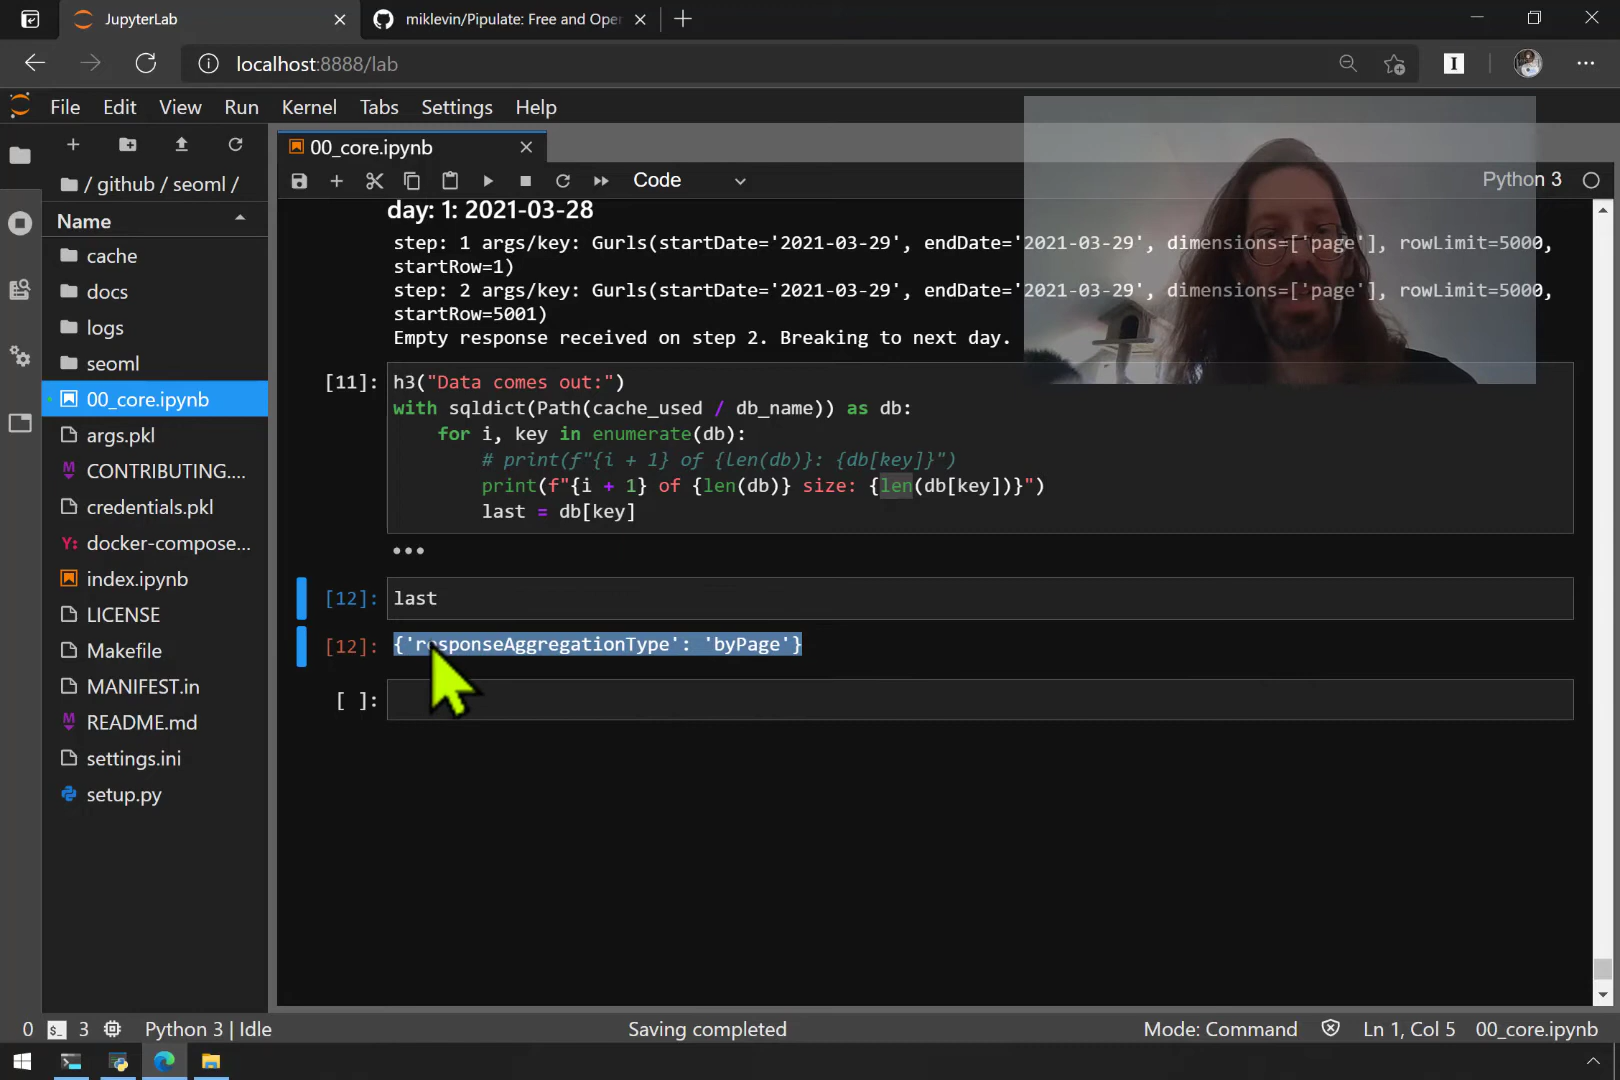 JupyterLab
miklevin/Pipulate: Free and Oper
localhost:8888/lab
File Edit View Run Kernel Tabs Settings Help
00_core.ipynb
/ github / seoml /
Code
Python 3
Name
cache
docs
logs
seoml
00_core.ipynb
args.pkl
CONTRIBUTING....
credentials.pkl
docker-compose...
index.ipynb
LICENSE
Makefile
MANIFEST.in
README.md
settings.ini
setup.py
day: 1: 2021-03-28
step: 1 args/key: Gurls(startDate='2021-03-29', endDate='2021-03-29', dimensions=['page'], rowLimit=5000,
startRow=1)
step: 2 args/key: Gurls(startDate='2021-03-29', endDate='2021-03-29', dimensions=['page'], rowLimit=5000,
startRow=5001)
Empty response received on step 2. Breaking to next day.
[11]: h3("Data comes out:")
with sqldict(Path(cache_used / db_name)) as db:
for i, key in enumerate(db):
# print(f"{i + 1} of {len(db)}: {db[key]}")
print(f"{i + 1} of {len(db)} size: {len(db[key])}")
last = db[key]
•••
[12]: last
[12]: {'responseAggregationType': 'byPage'}
[ ]:
0 $_ 3 Python 3 | Idle Saving completed Mode: Command Ln 1, Col 5 00_core.ipynb